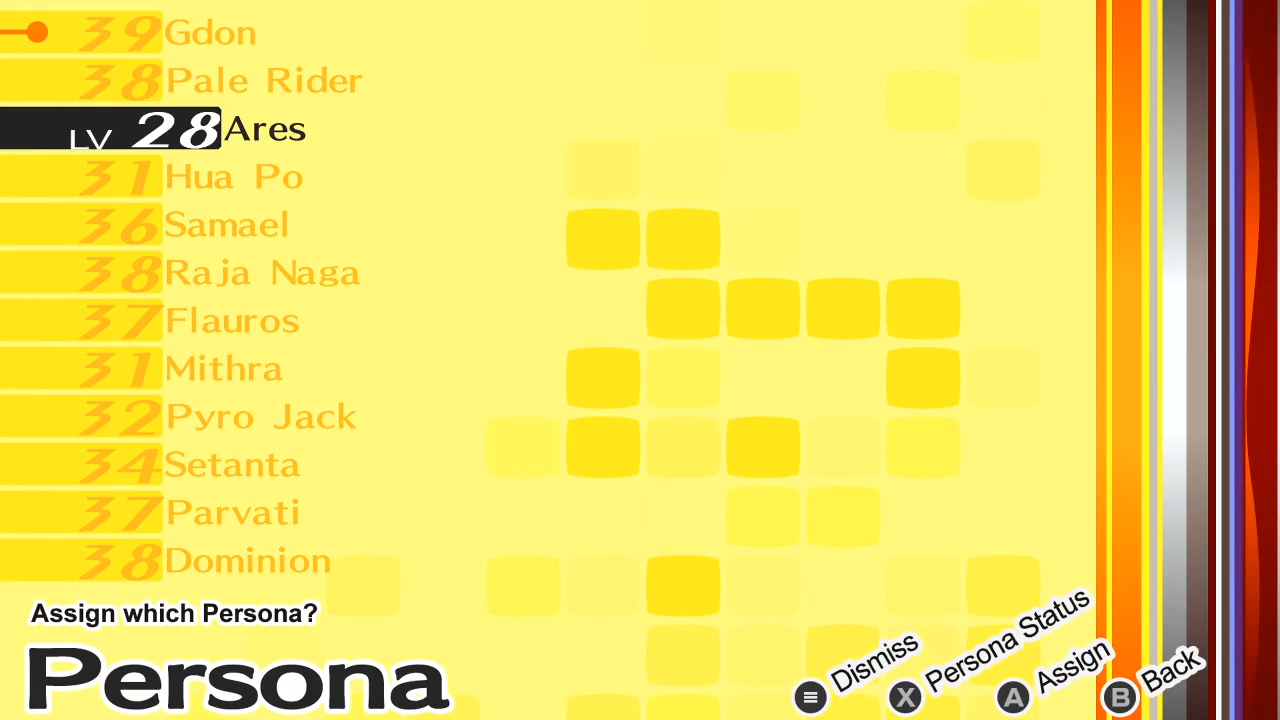 39 Gdon
38 Pale Rider
LV 28 Ares
31 Hua Po
36 Samael
38 Raja Naga
37 Flauros
31 Mithra
32 Pyro Jack
34 Setanta
37 Parvati
38 Dominion
Assign which Persona?
Persona
Dismiss
X Persona Status
A Assign
B Back